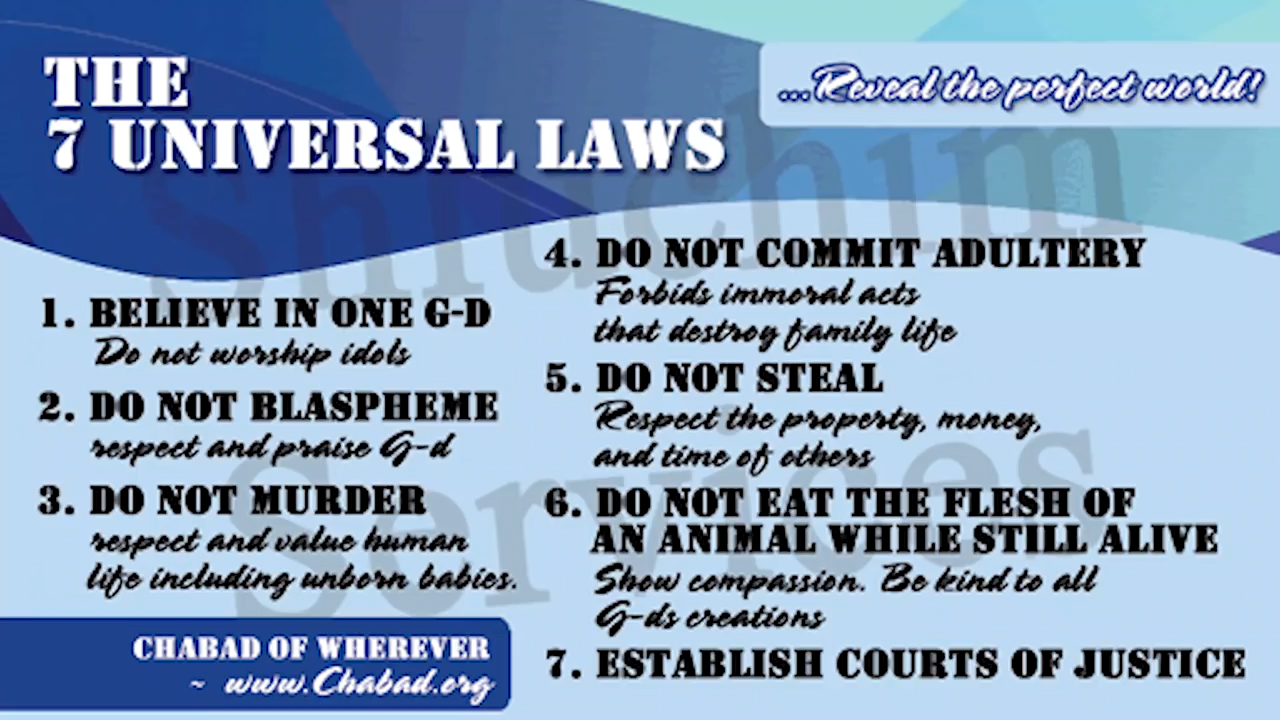 THE
7 UNIVERSAL LAWS
...Reveal the perfect world!
1. BELIEVE IN ONE G-D
Do not worship idols
2. DO NOT BLASPHEME
respect and praise G-d
3. DO NOT MURDER
respect and value human
life including unborn babies.
4. DO NOT COMMIT ADULTERY
Forbids immoral acts
that destroy family life
5. DO NOT STEAL
Respect the property, money,
and time of others
6. DO NOT EAT THE FLESH OF
AN ANIMAL WHILE STILL ALIVE
Show compassion. Be kind to all
G-ds creations
7. ESTABLISH COURTS OF JUSTICE
CHABAD OF WHEREVER
~ www.Chabad.org
Shluchim
Services